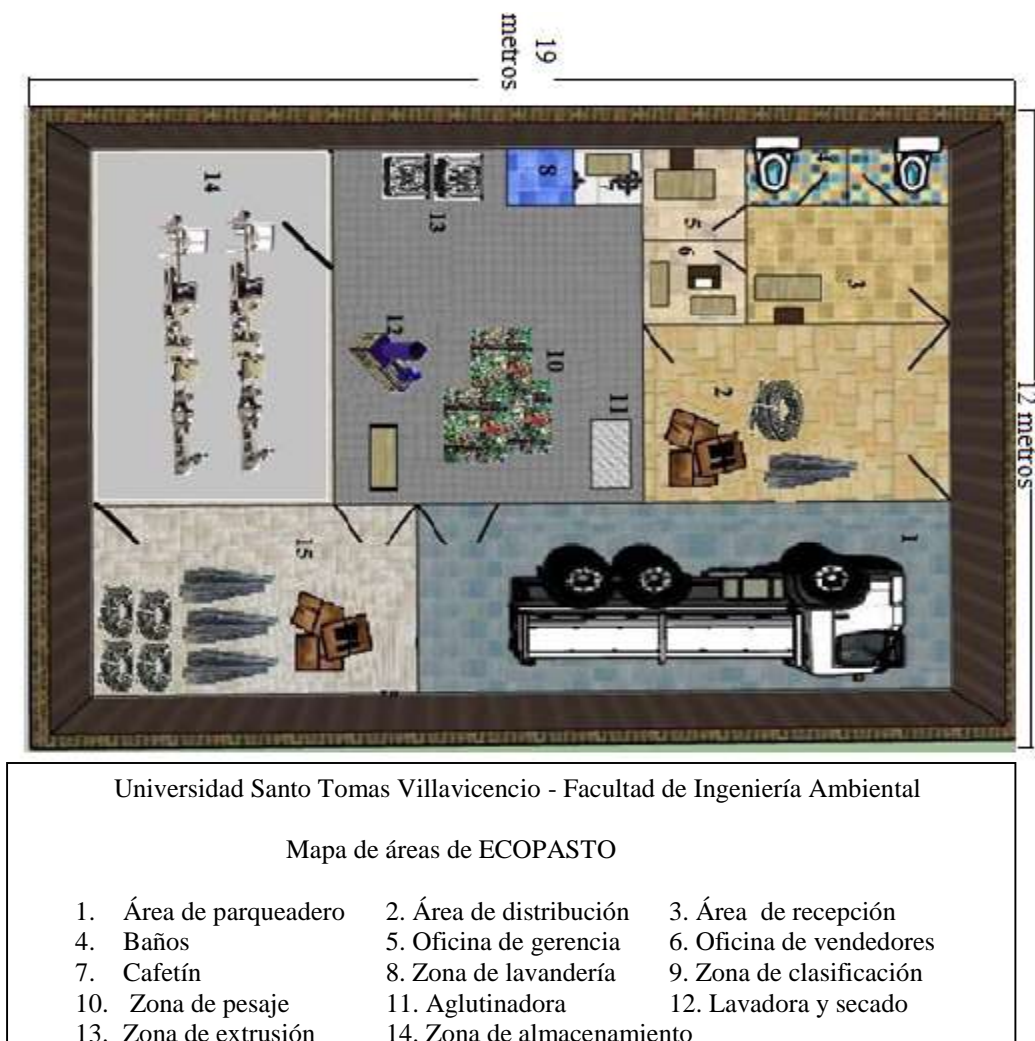 19
metros
12 metros
14
13
8
4
5
6
3
12
10
11
2
15
1
Universidad Santo Tomas Villavicencio - Facultad de Ingeniería Ambiental
Mapa de áreas de ECOPASTO
1. Área de parqueadero 2. Área de distribución 3. Área de recepción
4. Baños 5. Oficina de gerencia 6. Oficina de vendedores
7. Cafetín 8. Zona de lavandería 9. Zona de clasificación
10. Zona de pesaje 11. Aglutinadora 12. Lavadora y secado
13. Zona de extrusión 14. Zona de almacenamiento